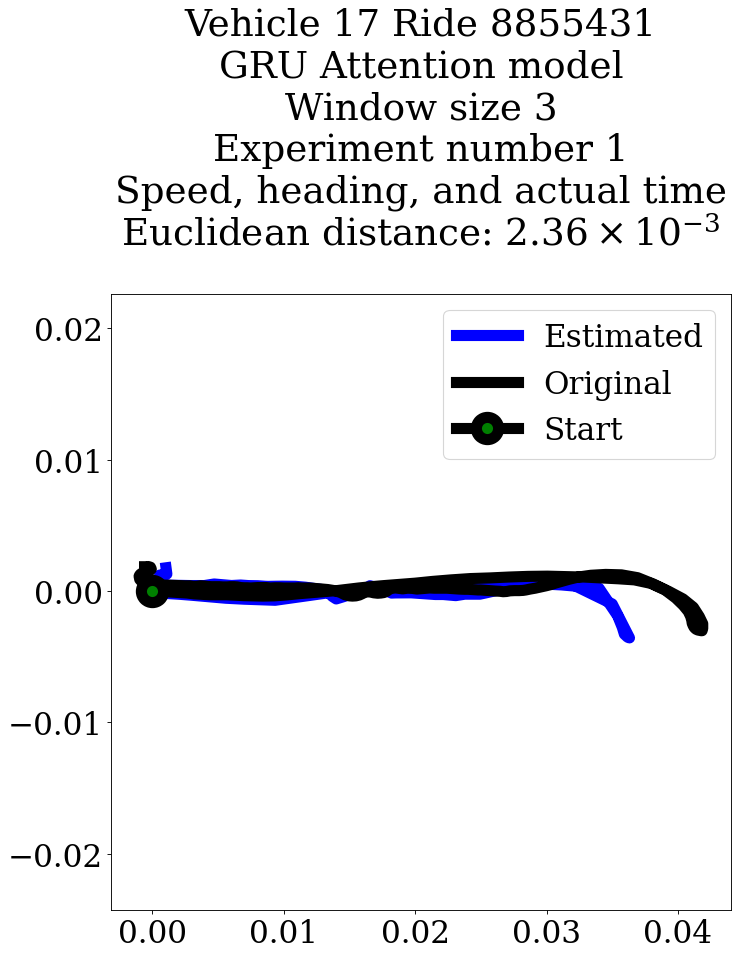 Vehicle 17 Ride 8855431
GRU Attention model
Window size 3
Experiment number 1
Speed, heading, and actual time
Euclidean distance: 2.36 × 10⁻³
Estimated
Original
Start
0.02
0.01
0.00
−0.01
−0.02
0.00 0.01 0.02 0.03 0.04